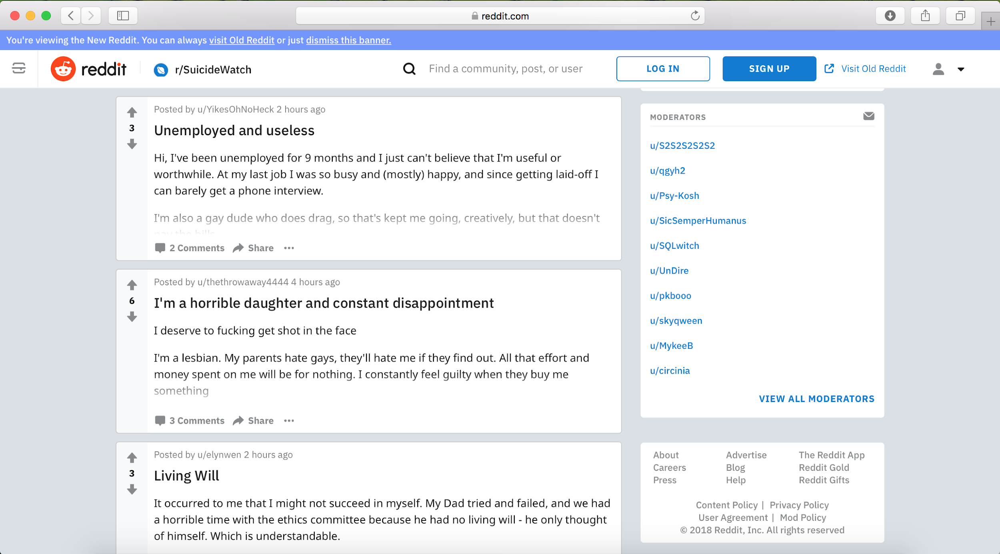 reddit.com
You're viewing the New Reddit. You can always visit Old Reddit or just dismiss this banner.
reddit
r/SuicideWatch
Find a community, post, or user
LOG IN
SIGN UP
Visit Old Reddit
Posted by u/YikesOhNoHeck 2 hours ago
3
Unemployed and useless
Hi, I've been unemployed for 9 months and I just can't believe that I'm useful or
worthwhile. At my last job I was so busy and (mostly) happy, and since getting laid-off I
can barely get a phone interview.
I'm also a gay dude who does drag, so that's kept me going, creatively, but that doesn't
pay the bills
2 Comments
Share
Posted by u/thethrowaway4444 4 hours ago
6
I'm a horrible daughter and constant disappointment
I deserve to fucking get shot in the face
I'm a lesbian. My parents hate gays, they'll hate me if they find out. All that effort and
money spent on me will be for nothing. I constantly feel guilty when they buy me
something
3 Comments
Share
Posted by u/elynwen 2 hours ago
3
Living Will
It occurred to me that I might not succeed in myself. My Dad tried and failed, and we had
a horrible time with the ethics committee because he had no living will - he only thought
of himself. Which is understandable.
MODERATORS
u/S2S2S2S2S2
u/qgyh2
u/Psy-Kosh
u/SicSemperHumanus
u/SQLwitch
u/UnDire
u/pkbooo
u/skyqween
u/MykeeB
u/circinia
VIEW ALL MODERATORS
About
Advertise
The Reddit App
Careers
Blog
Reddit Gold
Press
Help
Reddit Gifts
Content Policy | Privacy Policy
User Agreement | Mod Policy
© 2018 Reddit, Inc. All rights reserved